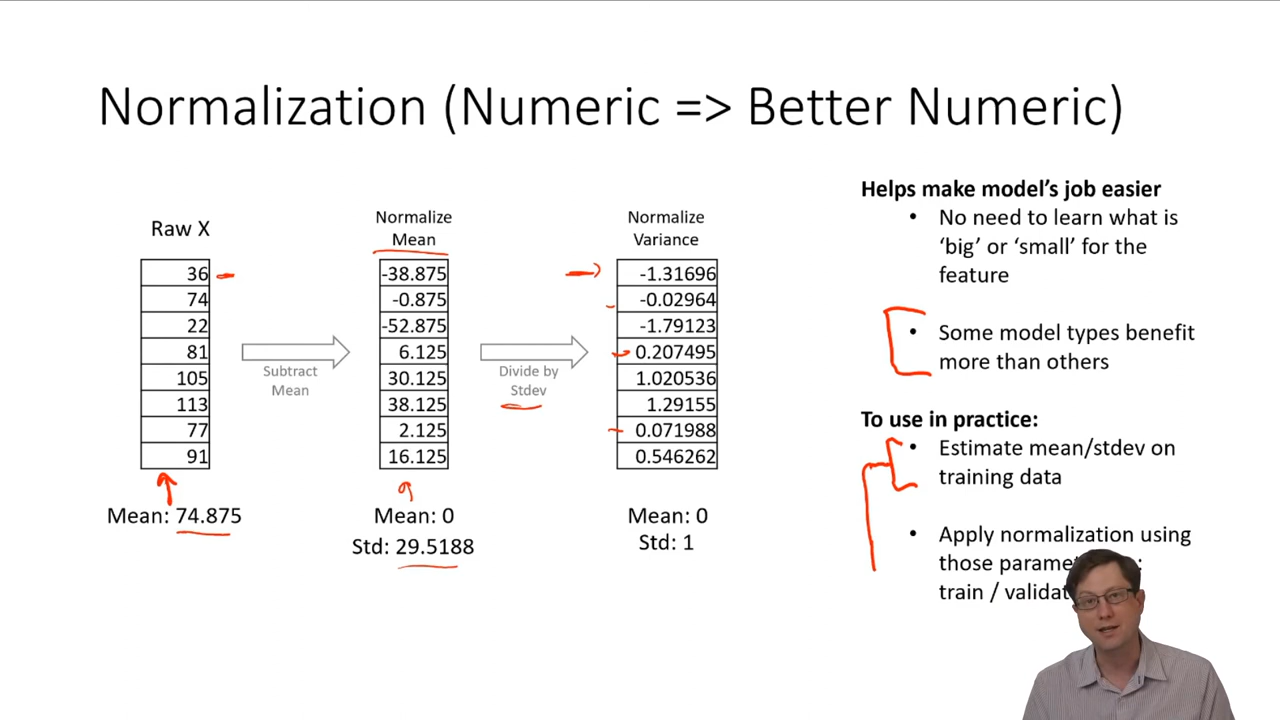 Normalization (Numeric => Better Numeric)
Raw X
36
74
22
81
105
113
77
91
Mean: 74.875
Subtract
Mean
Normalize
Mean
-38.875
-0.875
-52.875
6.125
30.125
38.125
2.125
16.125
Mean: 0
Std: 29.5188
Divide by
Stdev
Normalize
Variance
-1.31696
-0.02964
-1.79123
0.207495
1.020536
1.29155
0.071988
0.546262
Mean: 0
Std: 1
Helps make model's job easier
• No need to learn what is
'big' or 'small' for the
feature
• Some model types benefit
more than others
To use in practice:
• Estimate mean/stdev on
training data
• Apply normalization using
those
train /